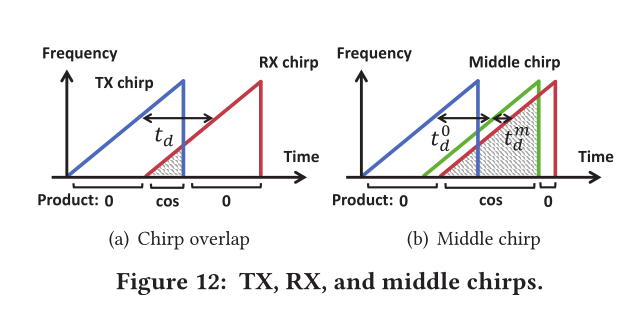 Frequency
TX chirp
RX chirp
t_d
Time
Product: 0
cos
0
(a) Chirp overlap
Frequency
Middle chirp
t_d^0
t_d^m
Time
Product: 0
cos
0
(b) Middle chirp
Figure 12: TX, RX, and middle chirps.